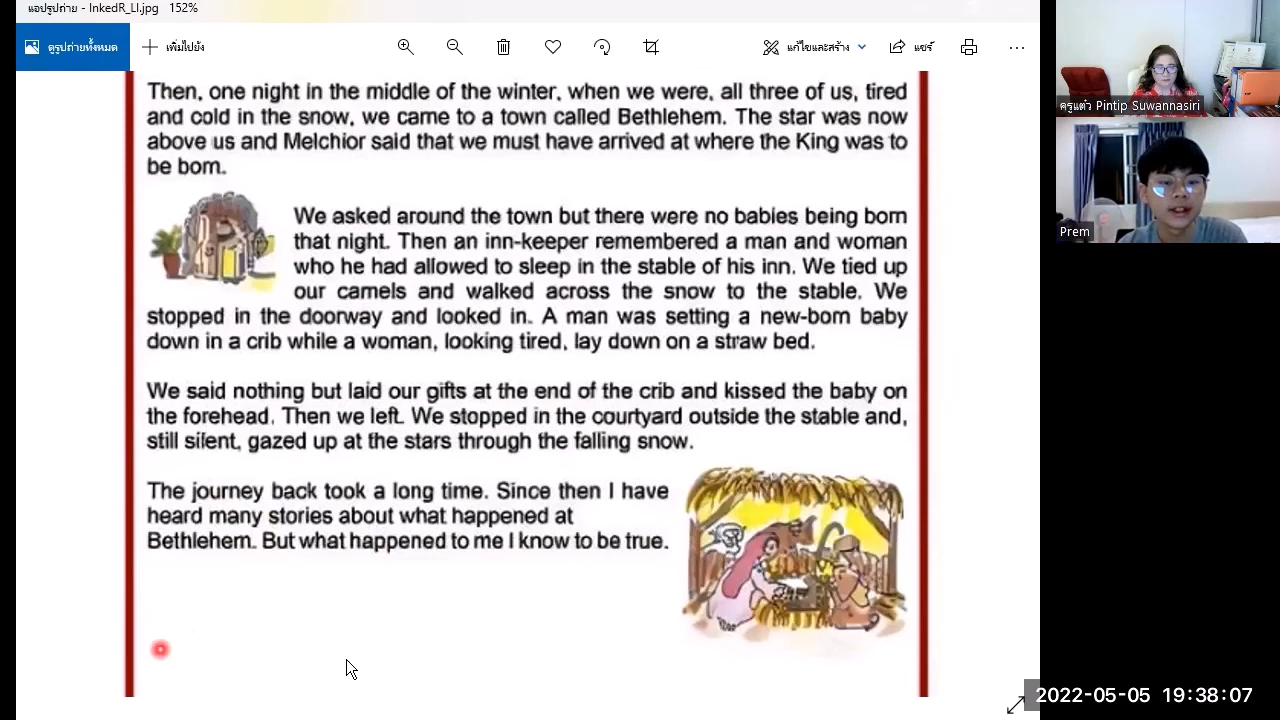 แอปรูปถ่าย - InkedR_LI.jpg 152%
ดูรูปถ่ายทั้งหมด
เพิ่มไปยัง
แก้ไขและสร้าง
แชร์
Then, one night in the middle of the winter, when we were, all three of us, tired
and cold in the snow, we came to a town called Bethlehem. The star was now
above us and Melchior said that we must have arrived at where the King was to
be born.
We asked around the town but there were no babies being born
that night. Then an inn-keeper remembered a man and woman
who he had allowed to sleep in the stable of his inn. We tied up
our camels and walked across the snow to the stable. We
stopped in the doorway and looked in. A man was setting a new-born baby
down in a crib while a woman, looking tired, lay down on a straw bed.
We said nothing but laid our gifts at the end of the crib and kissed the baby on
the forehead. Then we left. We stopped in the courtyard outside the stable and,
still silent, gazed up at the stars through the falling snow.
The journey back took a long time. Since then I have
heard many stories about what happened at
Bethlehem. But what happened to me I know to be true.
ครูแต๋ว Pintip Suwannasiri
Prem
2022-05-05 19:38:07